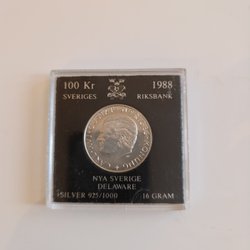 100 Kr 1988
SVERIGES RIKSBANK
NYA SVERIGE
DELAWARE
SILVER 925/1000 16 GRAM